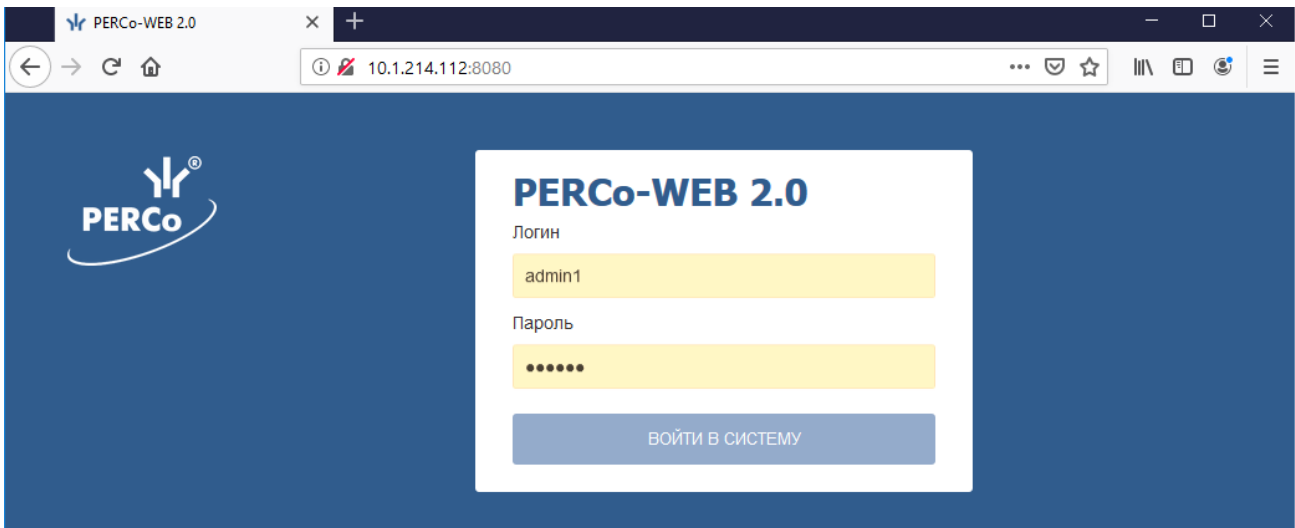 PERCo-WEB 2.0
10.1.214.112:8080
PERCo®
PERCo-WEB 2.0
Логин
admin1
Пароль
••••••
ВОЙТИ В СИСТЕМУ